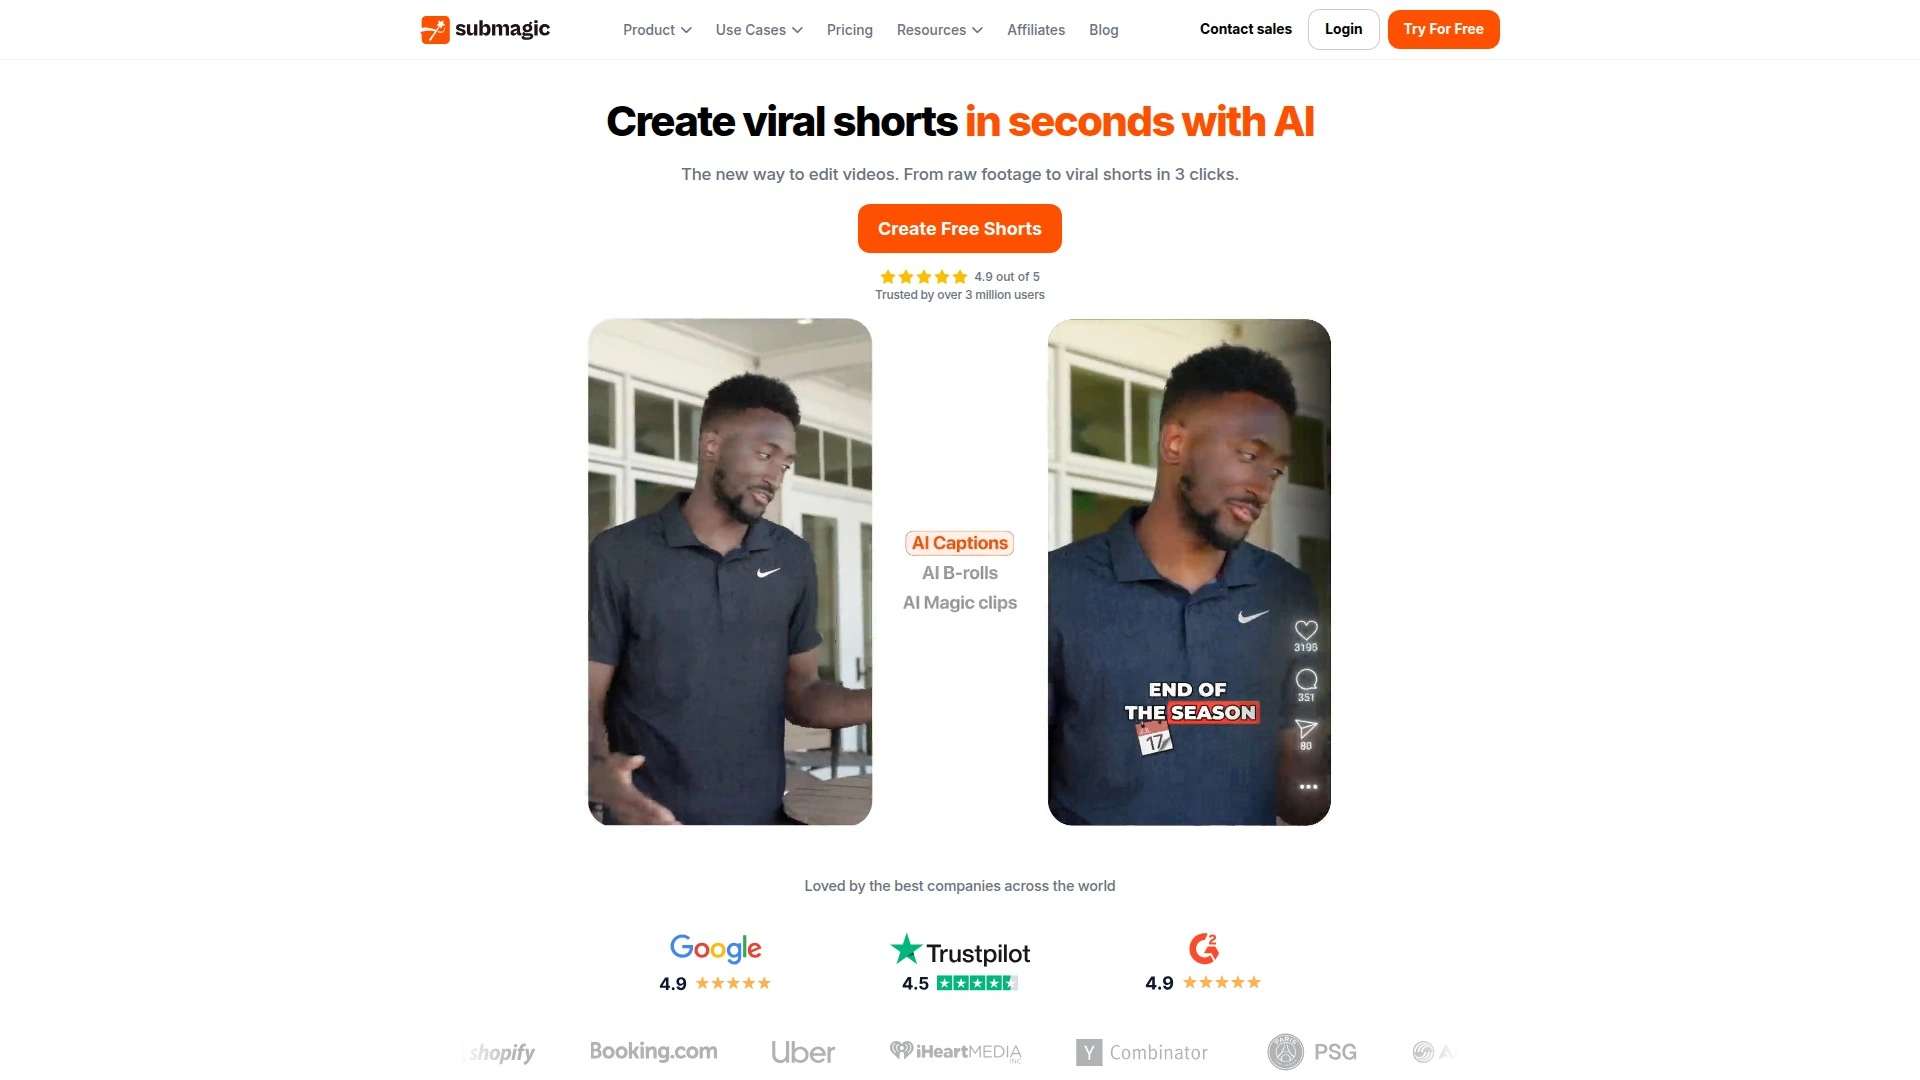 submagic
Product
Use Cases
Pricing
Resources
Affiliates
Blog
Contact sales
Login
Try For Free
Create viral shorts in seconds with AI
The new way to edit videos. From raw footage to viral shorts in 3 clicks.
Create Free Shorts
4.9 out of 5
Trusted by over 3 million users
AI Captions
AI B-rolls
AI Magic clips
END OF
THE SEASON
17
3195
351
80
Loved by the best companies across the world
Google
4.9
Trustpilot
4.5
G2
4.9
shopify
Booking.com
Uber
iHeartMEDIA INC
Y Combinator
PARIS
PSG